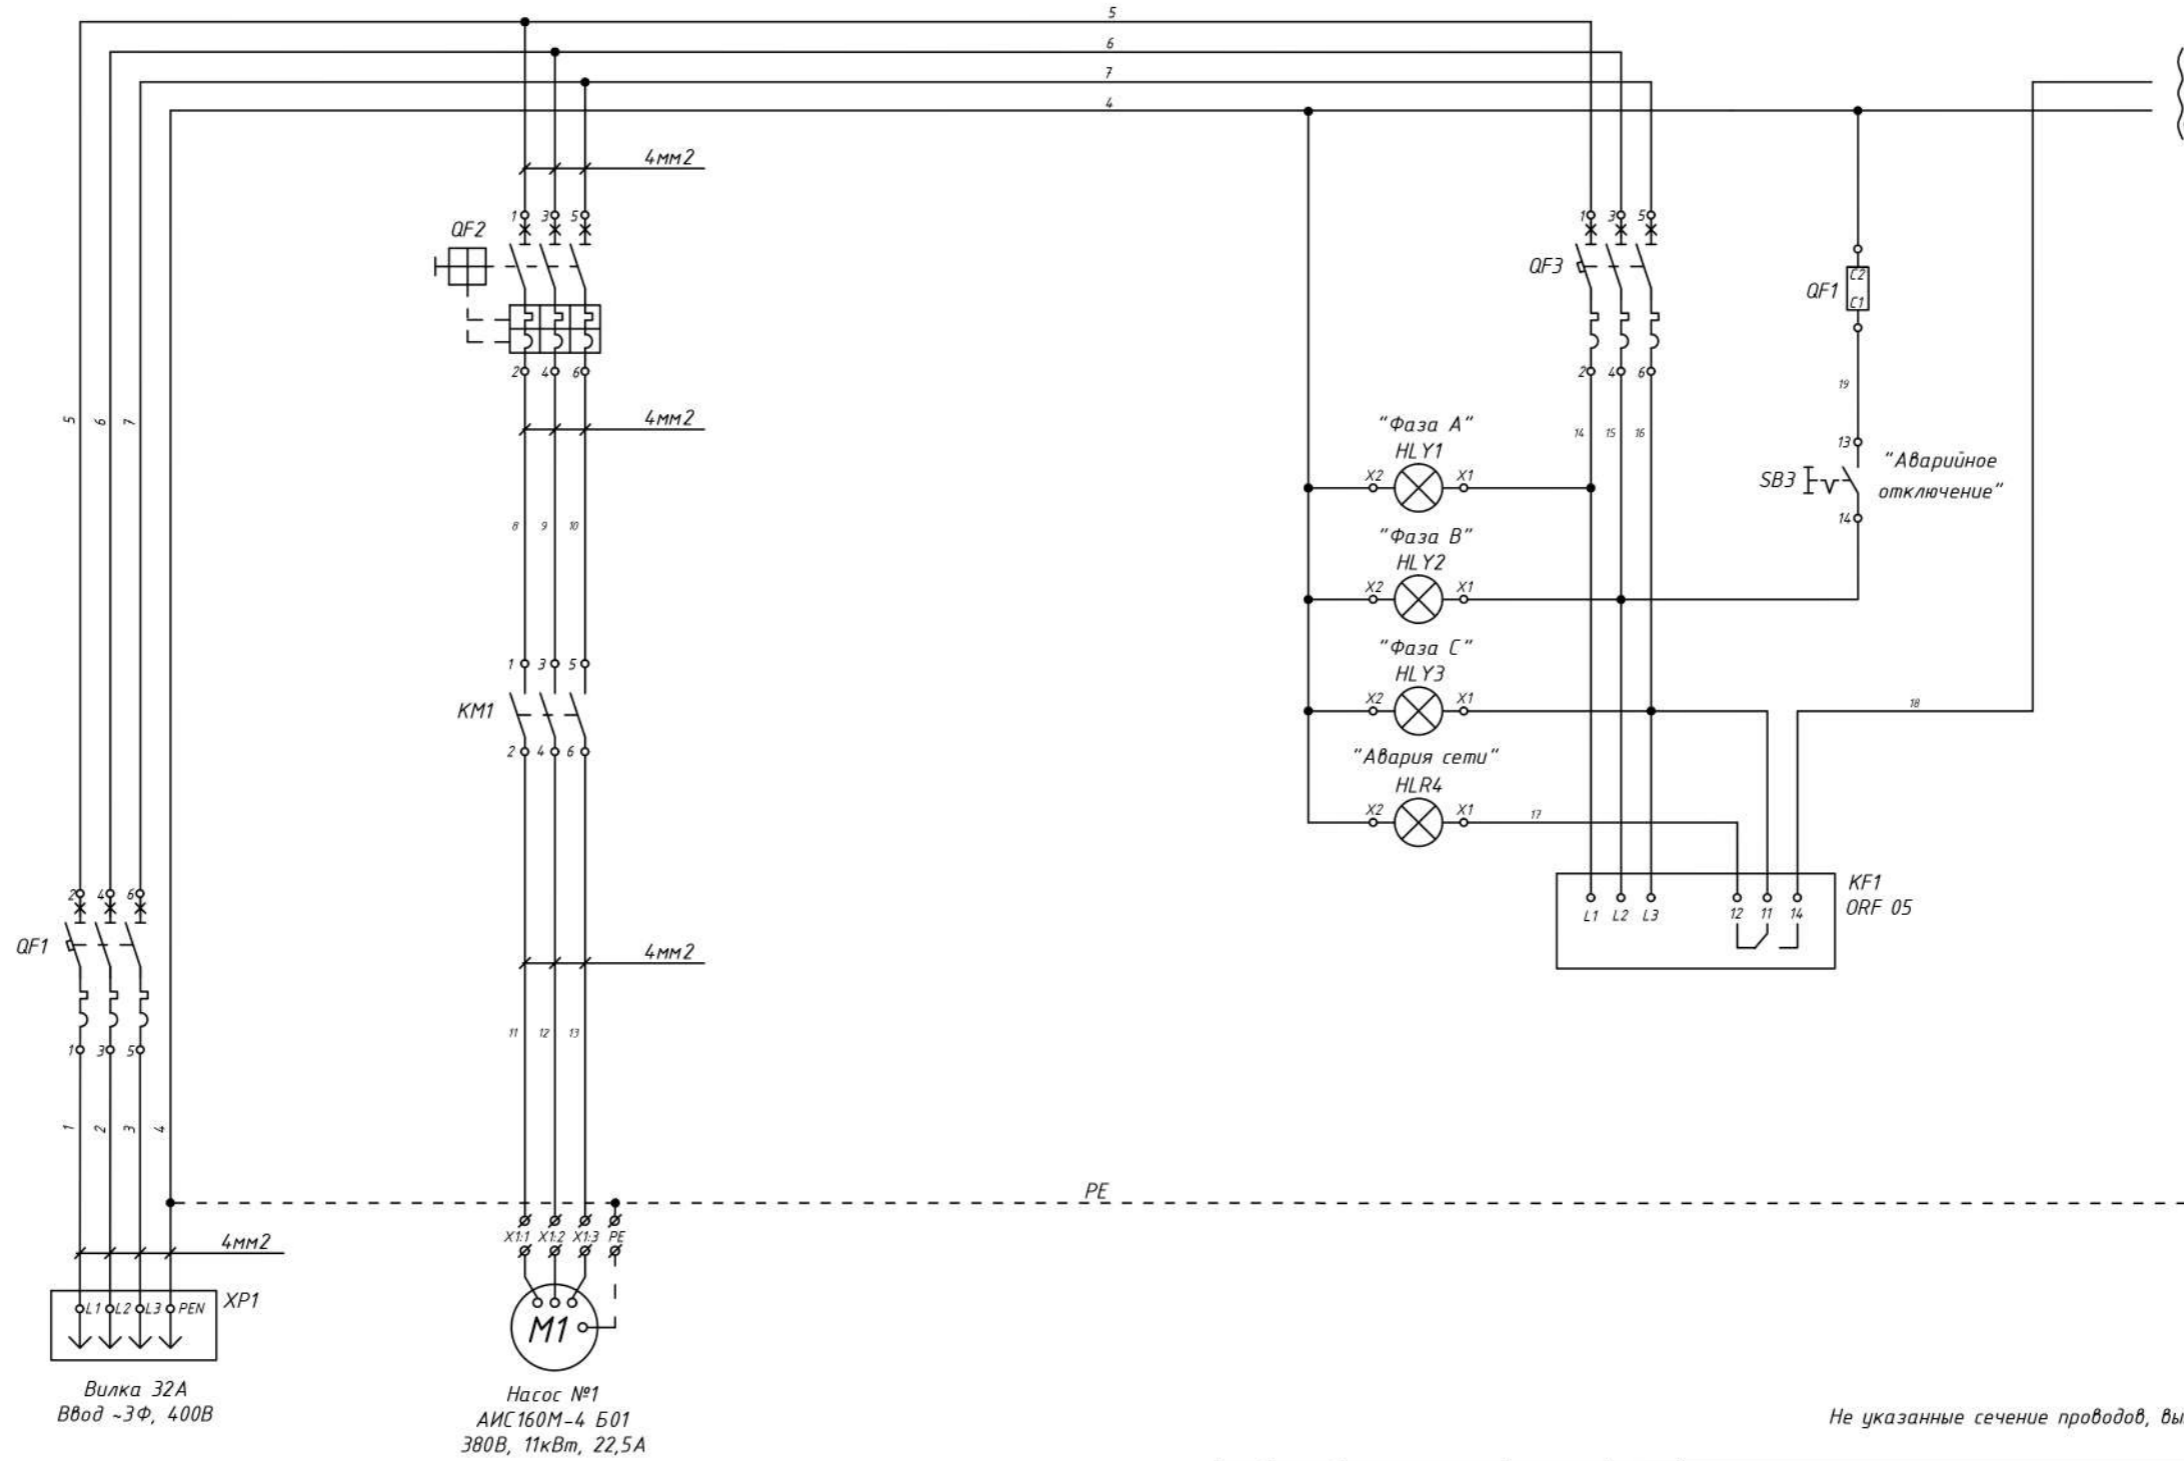 5
6
7
4
4мм2
QF2
1 3 5
2 4 6
4мм2
5 6 7
8 9 10
KM1
1 3 5
2 4 6
4мм2
11 12 13
QF1
2 4 6
1 3 5
1 2 3 4
4мм2
L1 L2 L3 PEN
XP1
Вилка 32А
Ввод ~3Ф, 400В
PE
X1:1 X1:2 X1:3 PE
M1
Насос №1
АИС160М-4 Б01
380В, 11кВт, 22,5А
QF3
1 3 5
2 4 6
14 15 16
"Фаза А"
HLY1
X2 X1
"Фаза В"
HLY2
X2 X1
"Фаза С"
HLY3
X2 X1
"Авария сети"
HLR4
X2 X1
17
QF1
C2
C1
19
13
SB3
14
"Аварийное
отключение"
18
KF1
ORF 05
L1 L2 L3 12 11 14
Не указанные сечение проводов, вы